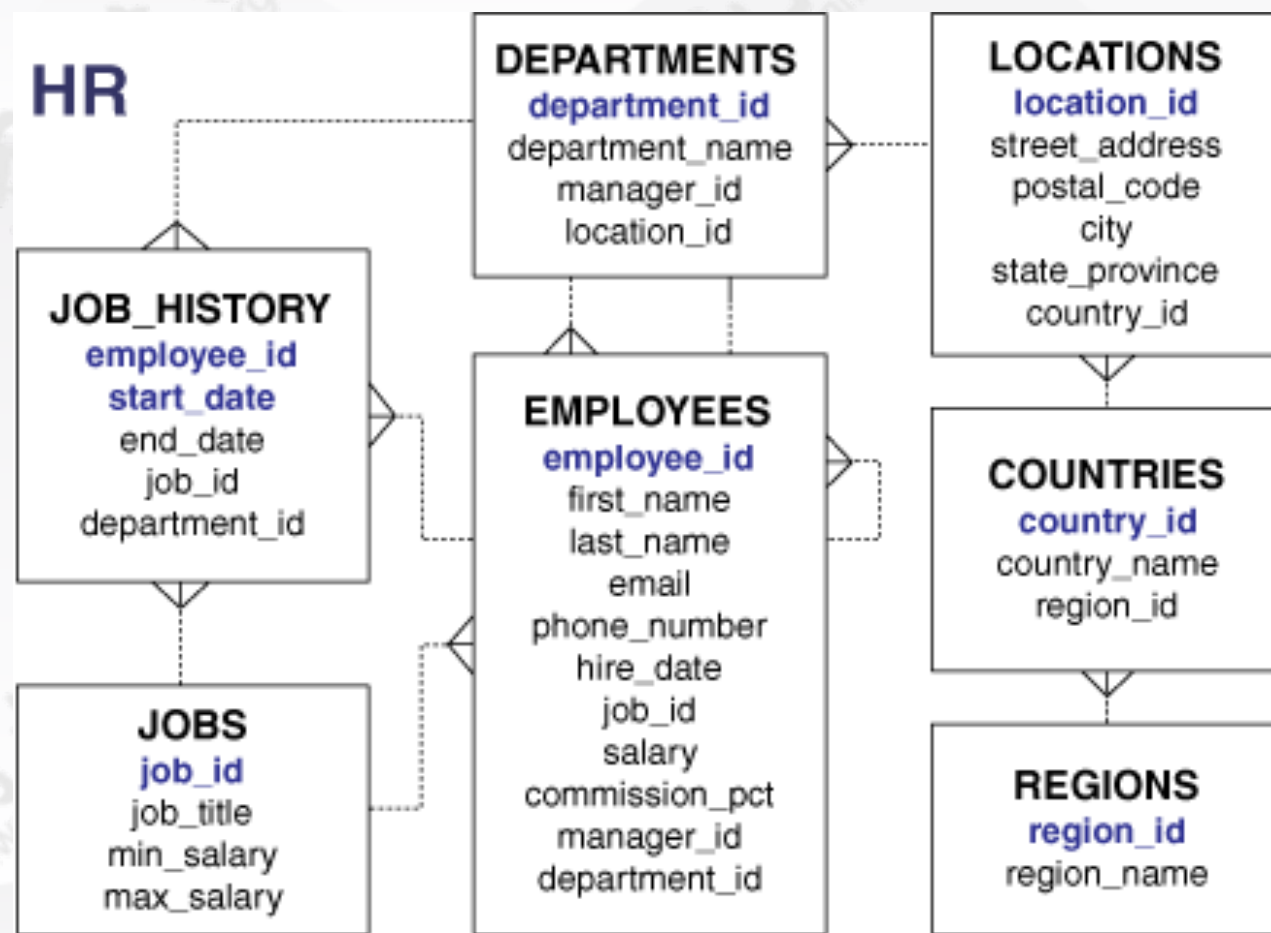 HR
DEPARTMENTS
department_id
department_name
manager_id
location_id
LOCATIONS
location_id
street_address
postal_code
city
state_province
country_id
JOB_HISTORY
employee_id
start_date
end_date
job_id
department_id
EMPLOYEES
employee_id
first_name
last_name
email
phone_number
hire_date
job_id
salary
commission_pct
manager_id
department_id
COUNTRIES
country_id
country_name
region_id
JOBS
job_id
job_title
min_salary
max_salary
REGIONS
region_id
region_name